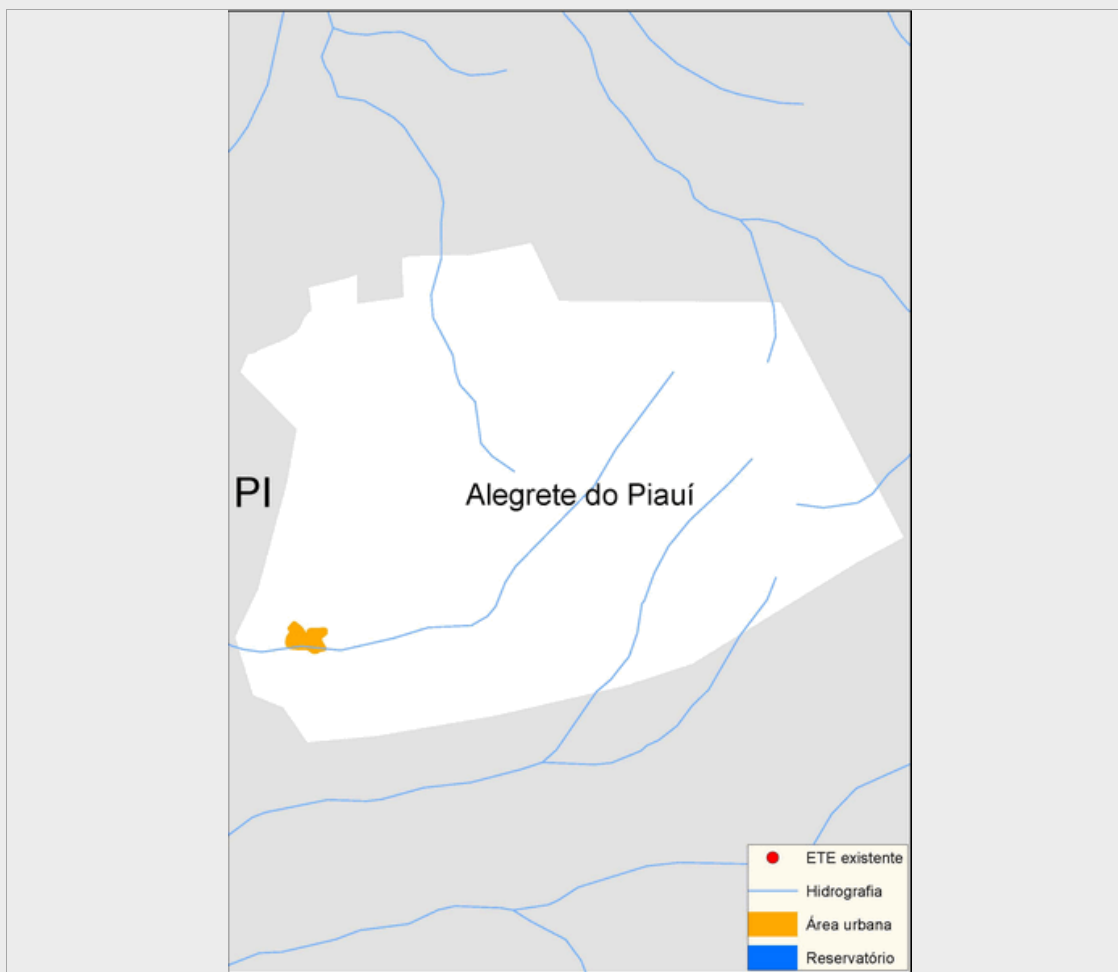 PI
Alegrete do Piauí
ETE existente
Hidrografia
Área urbana
Reservatório